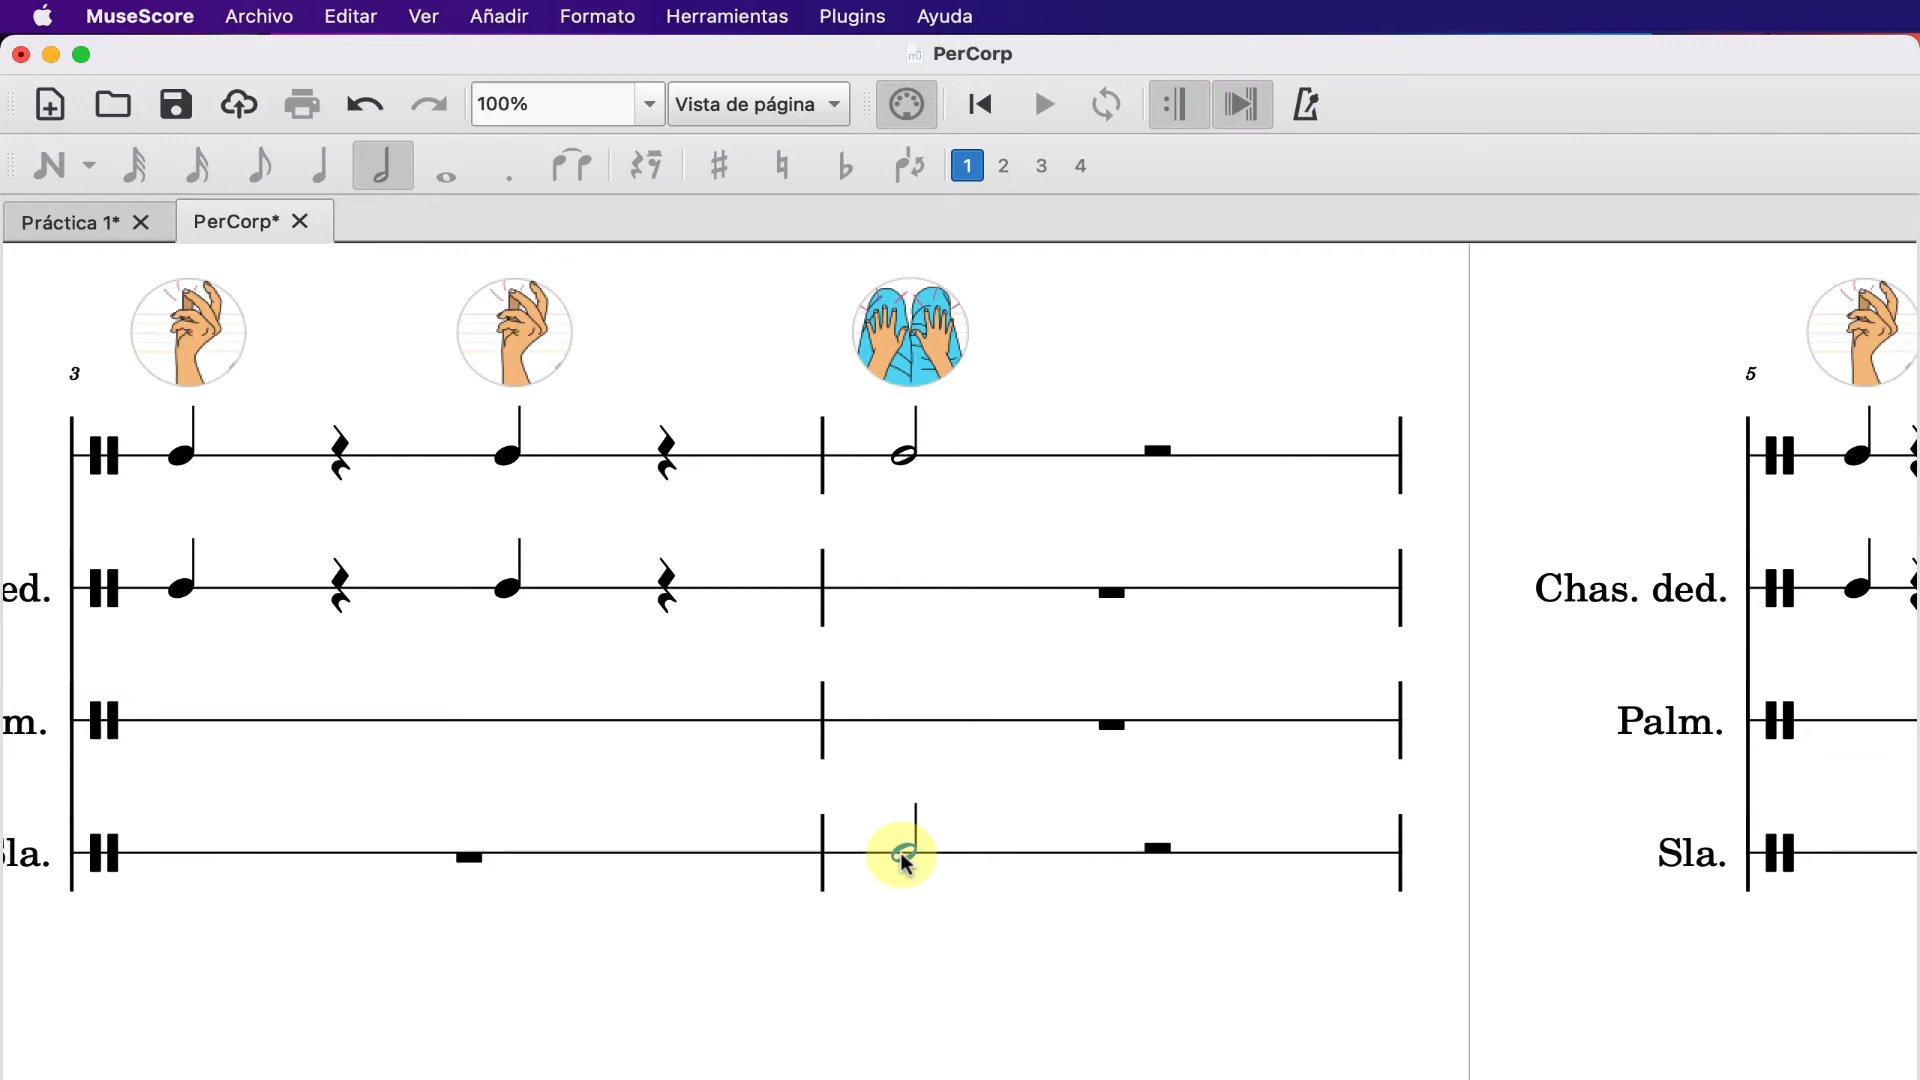 MuseScore Archivo Editar Ver Añadir Formato Herramientas Plugins Ayuda
PerCorp
100% Vista de página
1 2 3 4
Práctica 1* PerCorp*
3
5
ed.
Chas. ded.
m.
Palm.
la.
Sla.